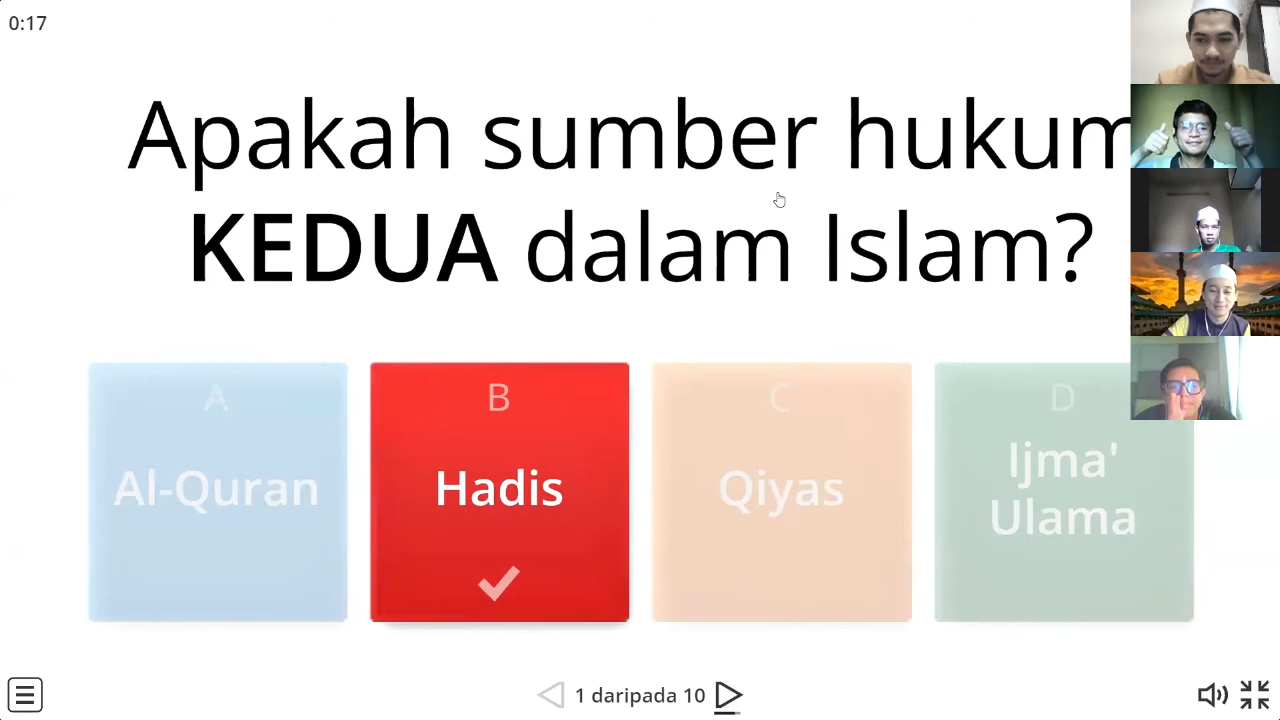 0:17
Apakah sumber hukum
KEDUA dalam Islam?
A
Al-Quran
B
Hadis
C
Qiyas
D
Ijma'
Ulama
1 daripada 10